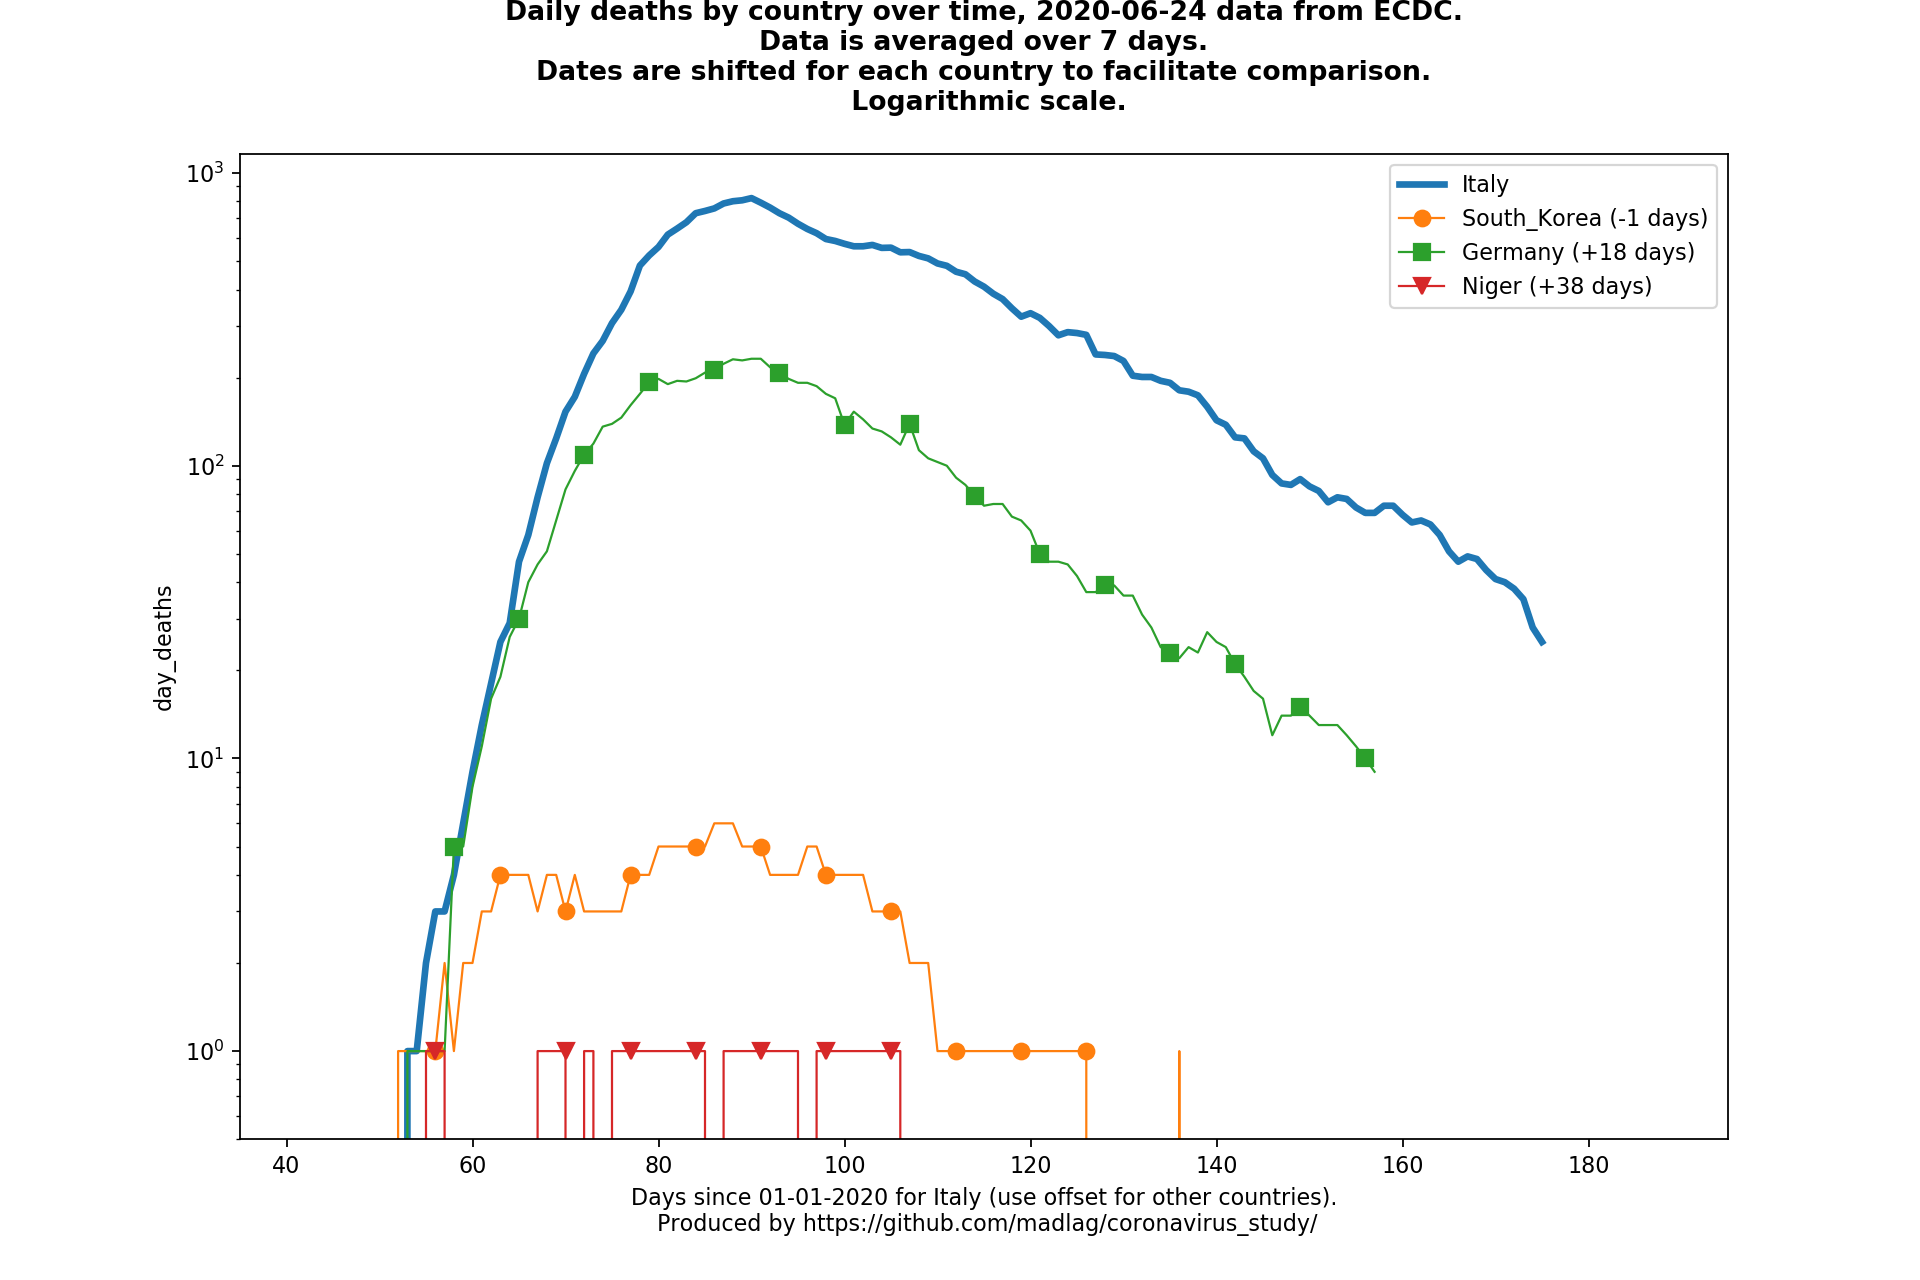 Daily deaths by country over time, 2020-06-24 data from ECDC.
Data is averaged over 7 days.
Dates are shifted for each country to facilitate comparison.
Logarithmic scale.
Italy
South_Korea (-1 days)
Germany (+18 days)
Niger (+38 days)
10³
10²
10¹
10⁰
day_deaths
40 60 80 100 120 140 160 180
Days since 01-01-2020 for Italy (use offset for other countries).
Produced by https://github.com/madlag/coronavirus_study/